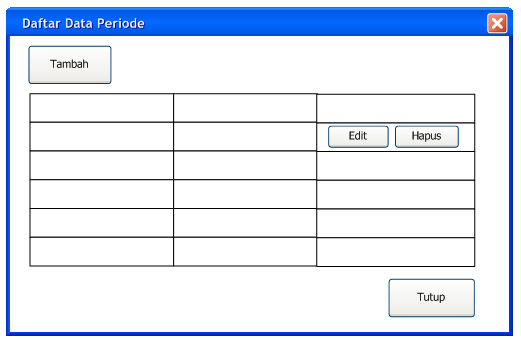 Daftar Data Periode
Tambah
Edit Hapus
Tutup